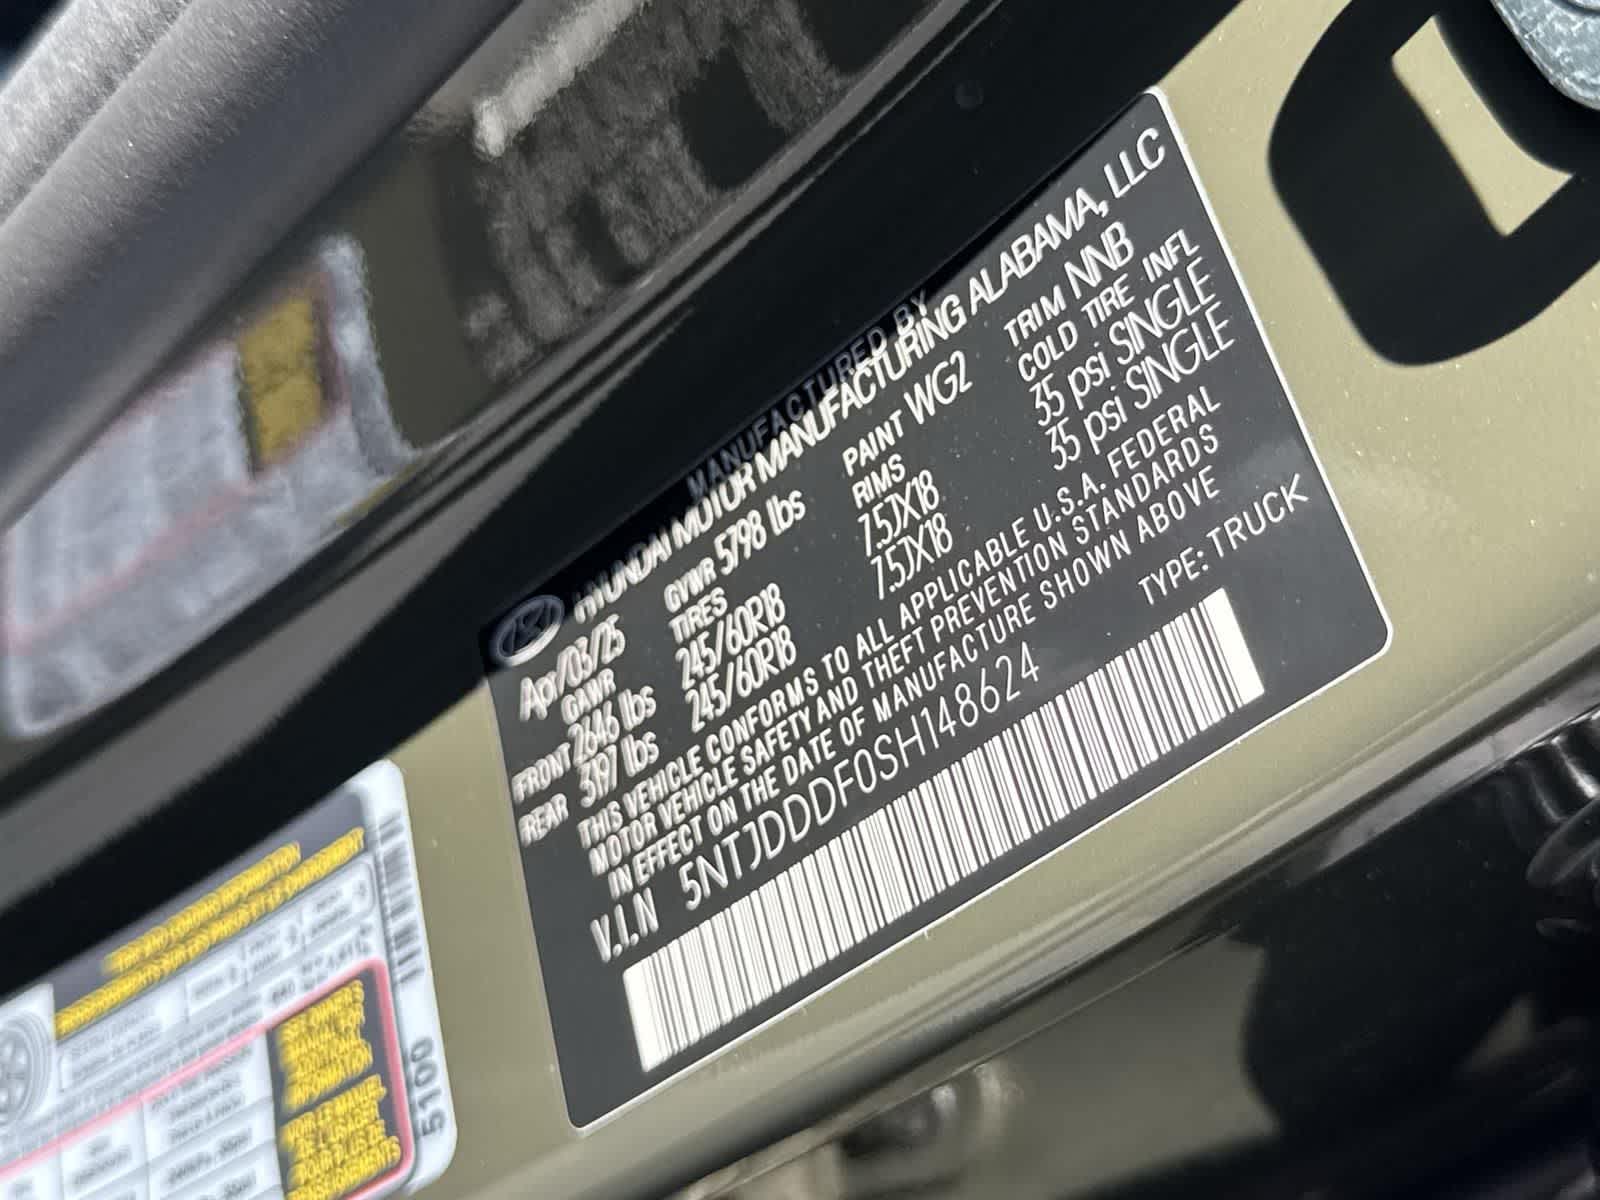 MANUFACTURED BY
HYUNDAI MOTOR MANUFACTURING ALABAMA, LLC
Apr/03/25 GVWR 5798 lbs PAINT WG2 TRIM NNB
GAWR TIRES RIMS COLD TIRE INFL
FRONT 2646 lbs 245/60R18 7.5JX18 35 psi SINGLE
REAR 3197 lbs 245/60R18 7.5JX18 35 psi SINGLE
THIS VEHICLE CONFORMS TO ALL APPLICABLE U.S.A. FEDERAL
MOTOR VEHICLE SAFETY AND THEFT PREVENTION STANDARDS
IN EFFECT ON THE DATE OF MANUFACTURE SHOWN ABOVE
V.I.N 5NTJDDDF0SH148624 TYPE: TRUCK
5100